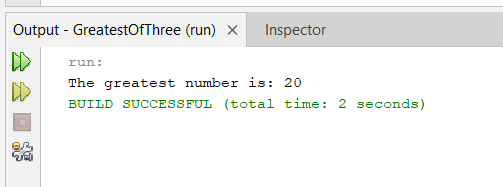 Output - GreatestOfThree (run) × Inspector
run:
The greatest number is: 20
BUILD SUCCESSFUL (total time: 2 seconds)